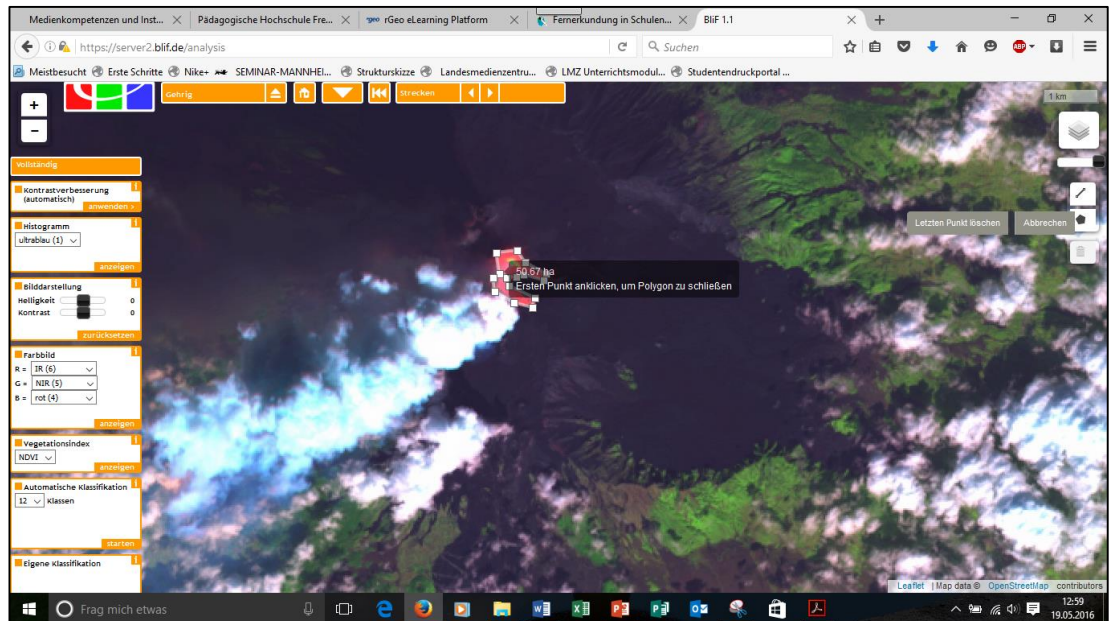 Medienkompetenzen und Inst...
Pädagogische Hochschule Fre...
rGeo eLearning Platform
Fernerkundung in Schulen...
BliF 1.1
https://server2.blif.de/analysis
Suchen
ABP
Meistbesucht
Erste Schritte
Nike+
SEMINAR-MANNHEI...
Strukturskizze
Landesmedienzentru...
LMZ Unterrichtsmodul...
Studentendruckportal ...
+
−
Gehrig
Strecken
1 km
Vollständig
Kontrastverbesserung
(automatisch)
anwenden >
Histogramm
ultrablau (1)
anzeigen
Bilddarstellung
Helligkeit 0
Kontrast 0
zurücksetzen
Farbbild
R = IR (6)
G = NIR (5)
B = rot (4)
anzeigen
Vegetationsindex
NDVI
anzeigen
Automatische Klassifikation
12 Klassen
starten
Eigene Klassifikation
Letzten Punkt löschen
Abbrechen
50.67 ha
Ersten Punkt anklicken, um Polygon zu schließen
Leaflet | Map data © OpenStreetMap contributors
Frag mich etwas
12:59
19.05.2016